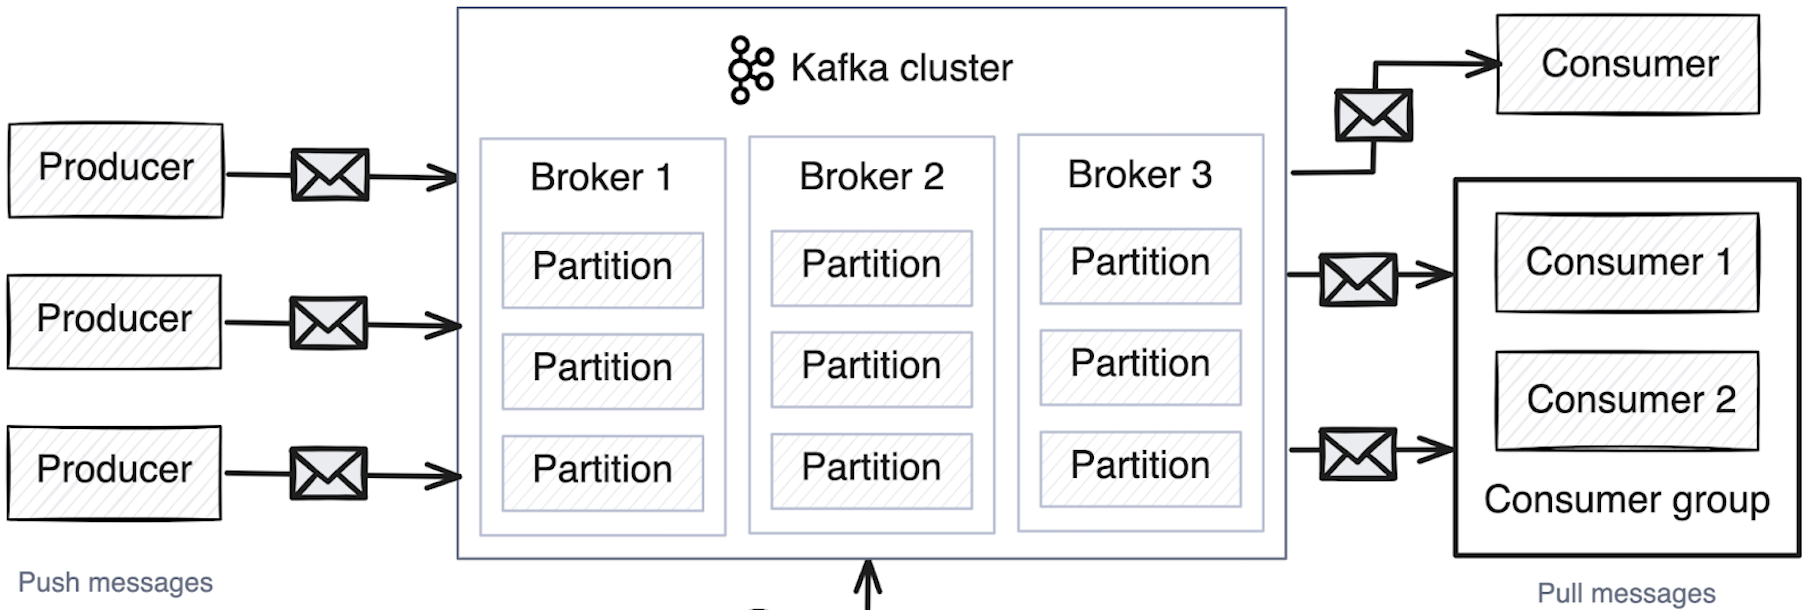 Kafka cluster
Producer
Producer
Producer
Push messages
Broker 1
Partition
Partition
Partition
Broker 2
Partition
Partition
Partition
Broker 3
Partition
Partition
Partition
Consumer
Consumer 1
Consumer 2
Consumer group
Pull messages